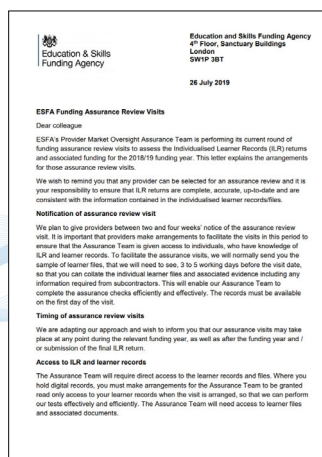 Education & Skills
Funding Agency
Education and Skills Funding Agency
4th Floor, Sanctuary Buildings
London
SW1P 3BT
26 July 2019
ESFA Funding Assurance Review Visits
Dear colleague
ESFA's Provider Market Oversight Assurance Team is performing its current round of
funding assurance review visits to assess the Individualised Learner Records (ILR) returns
and associated funding for the 2018/19 funding year. This letter explains the arrangements
for those assurance review visits.
We wish to remind you that any provider can be selected for an assurance review and it is
your responsibility to ensure that ILR returns are complete, accurate, up-to-date and are
consistent with the information contained in the individualised learner records/files.
Notification of assurance review visit
We plan to give providers between two and four weeks' notice of the assurance review
visit. It is important that providers make arrangements to facilitate the visits in this period to
ensure that the Assurance Team is given access to individuals, who have knowledge of
ILR and learner records. To facilitate the assurance visits, we will normally send you the
sample of learner files, that we will need to see, 3 to 5 working days before the visit date,
so that you can collate the individual learner files and associated evidence including any
information required from subcontractors. This will enable our Assurance Team to
complete the assurance checks efficiently and effectively. The records must be available
on the first day of the visit.
Timing of assurance review visits
We are adapting our approach and wish to inform you that our assurance visits may take
place at any point during the relevant funding year, as well as after the funding year and /
or submission of the final ILR return.
Access to ILR and learner records
The Assurance Team will require direct access to the learner records and files. Where you
hold digital records, you must make arrangements for the Assurance Team to be granted
read only access to your learner records when the visit is arranged, so that we can perform
our tests effectively and efficiently. The Assurance Team will need access to learner files
and associated documents.